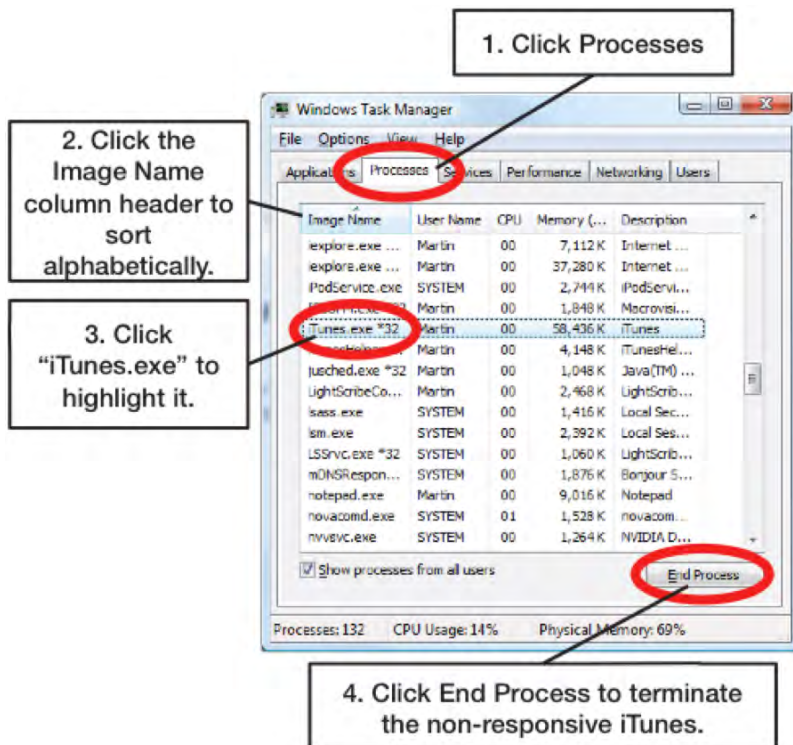 1. Click Processes
Windows Task Manager
2. Click the
Image Name
column header to
sort
alphabetically.
File Options View Help
Applications Processes Services Performance Networking Users
Image Name User Name CPU Memory (... Description
iexplore.exe ... Martin 00 7,112 K Internet ...
iexplore.exe ... Martin 00 37,280 K Internet ...
iPodService.exe SYSTEM 00 2,744 K iPodServi...
Martin 00 1,848 K Macrovisi...
3. Click
“iTunes.exe” to
highlight it.
iTunes.exe *32 Martin 00 58,436 K iTunes
Martin 00 4,148 K iTunesHel...
jusched.exe *32 Martin 00 1,048 K Java(TM) ...
LightScribeCo... Martin 00 2,468 K LightScrib...
lsass.exe SYSTEM 00 1,416 K Local Sec...
lsm.exe SYSTEM 00 2,392 K Local Ses...
LSSrvc.exe *32 SYSTEM 00 1,060 K LightScrib...
mDNSRespon... SYSTEM 00 1,876 K Bonjour S...
notepad.exe Martin 00 9,016 K Notepad
novacomd.exe SYSTEM 01 1,528 K novacom...
nvvsvc.exe SYSTEM 00 1,264 K NVIDIA D...
Show processes from all users
End Process
Processes: 132 CPU Usage: 14% Physical Memory: 69%
4. Click End Process to terminate
the non-responsive iTunes.